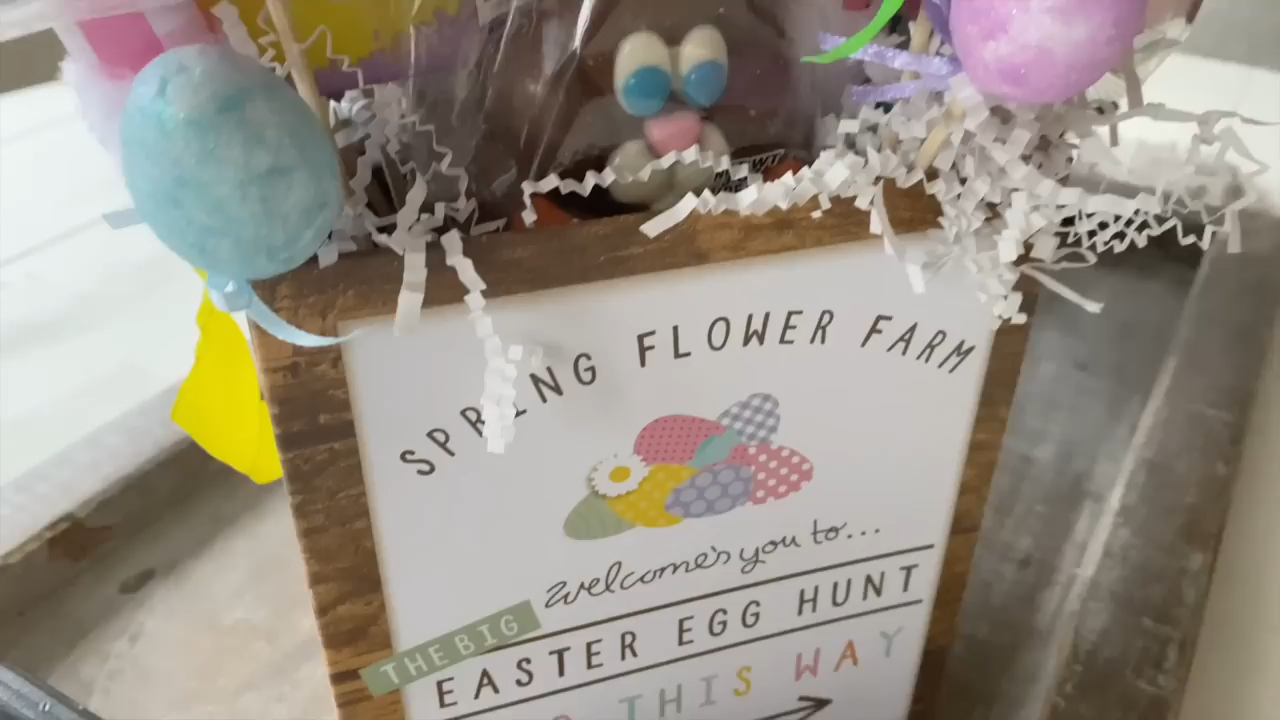 SPRING FLOWER FARM
welcome's you to...
THE BIG
EASTER EGG HUNT
THIS WAY